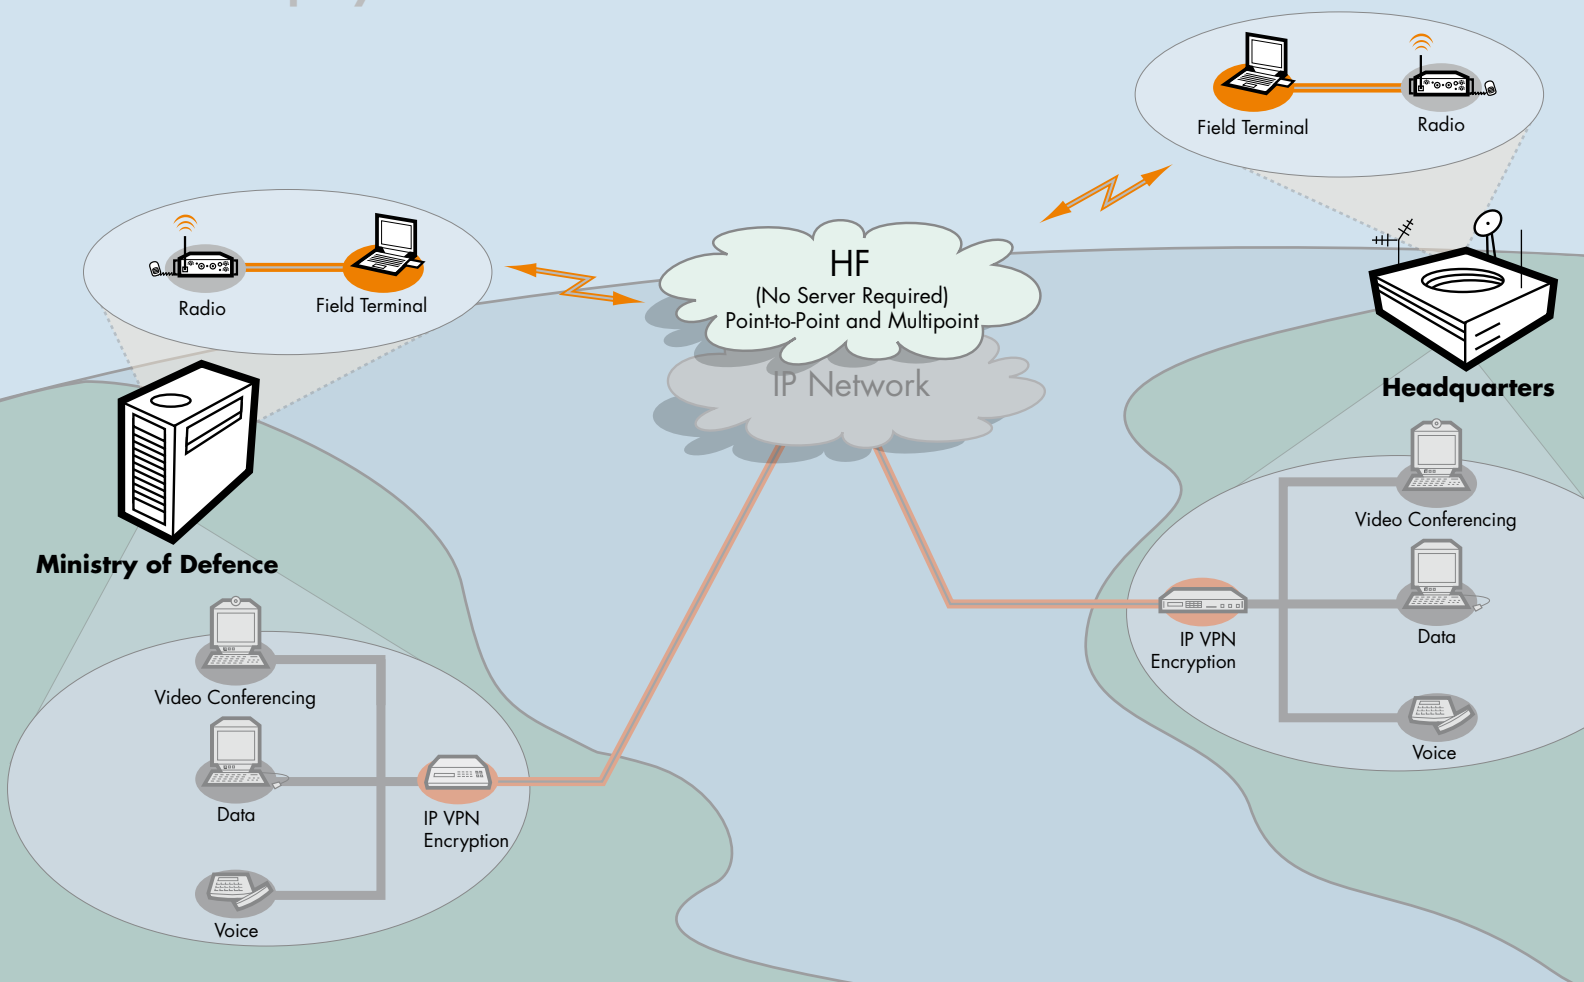 Field Terminal
Radio
HF
(No Server Required)
Point-to-Point and Multipoint
IP Network
Radio
Field Terminal
Headquarters
Ministry of Defence
Video Conferencing
Data
IP VPN
Encryption
Voice
Video Conferencing
Data
IP VPN
Encryption
Voice